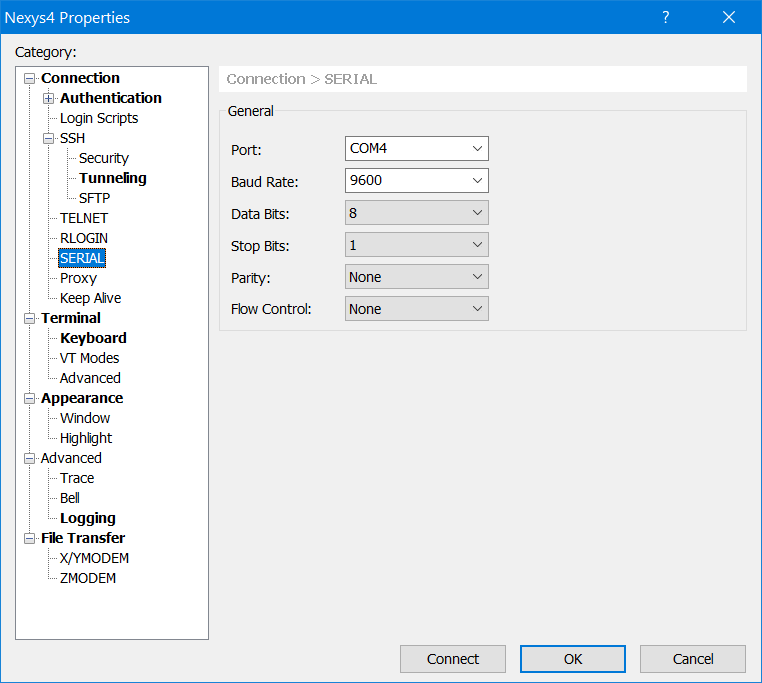 Nexys4 Properties
?
Category:
Connection
Authentication
Login Scripts
SSH
Security
Tunneling
SFTP
TELNET
RLOGIN
SERIAL
Proxy
Keep Alive
Terminal
Keyboard
VT Modes
Advanced
Appearance
Window
Highlight
Advanced
Trace
Bell
Logging
File Transfer
X/YMODEM
ZMODEM
Connection > SERIAL
General
Port: COM4
Baud Rate: 9600
Data Bits: 8
Stop Bits: 1
Parity: None
Flow Control: None
Connect OK Cancel